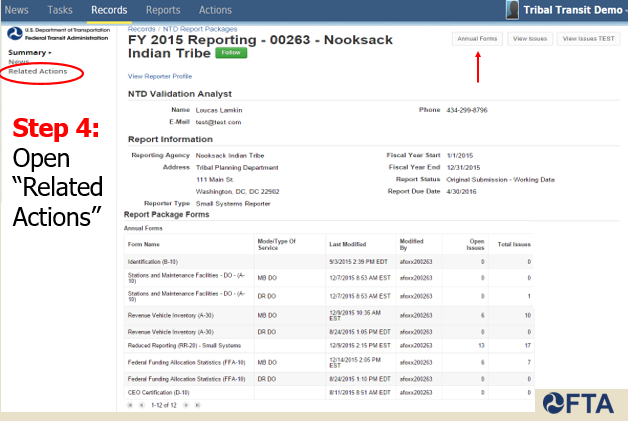 News Tasks Records Reports Actions Tribal Transit Demo
U.S. Department of Transportation
Federal Transit Administration
Summary
News
Related Actions
Step 4:
Open
“Related
Actions”
Records / NTD Report Packages
FY 2015 Reporting - 00263 - Nooksack
Indian Tribe Follow
Annual Forms View Issues View Issues TEST
View Reporter Profile
NTD Validation Analyst
Name Loucas Lamkin Phone 434-299-8796
E-Mail test@test.com
Report Information
Reporting Agency Nooksack Indian Tribe Fiscal Year Start 1/1/2015
Address Tribal Planning Department Fiscal Year End 12/31/2015
111 Main St. Report Status Original Submission - Working Data
Washington, DC, DC 22902 Report Due Date 4/30/2016
Reporter Type Small Systems Reporter
Report Package Forms
Annual Forms
Form Name Mode/Type Of Service Last Modified Modified By Open Issues Total Issues
Identification (B-10) 9/3/2015 2:39 PM EDT afoxx200263 0 0
Stations and Maintenance Facilities - DO - (A-10) MB DO 12/7/2015 8:53 AM EST afoxx200263 0 0
Stations and Maintenance Facilities - DO - (A-10) DR DO 12/7/2015 8:53 AM EST afoxx200263 0 1
Revenue Vehicle Inventory (A-30) MB DO 12/9/2015 10:35 AM EST afoxx200263 6 10
Revenue Vehicle Inventory (A-30) DR DO 8/24/2015 1:05 PM EDT afoxx200263 0 0
Reduced Reporting (RR-20) - Small Systems 12/9/2015 2:15 PM EST afoxx200263 13 17
Federal Funding Allocation Statistics (FFA-10) MB DO 12/14/2015 2:05 PM EST afoxx200263 6 7
Federal Funding Allocation Statistics (FFA-10) DR DO 8/24/2015 1:10 PM EDT afoxx200263 0 0
CEO Certification (D-10) 8/11/2015 8:51 AM EDT afoxx200263 0 0
1-12 of 12
FTA